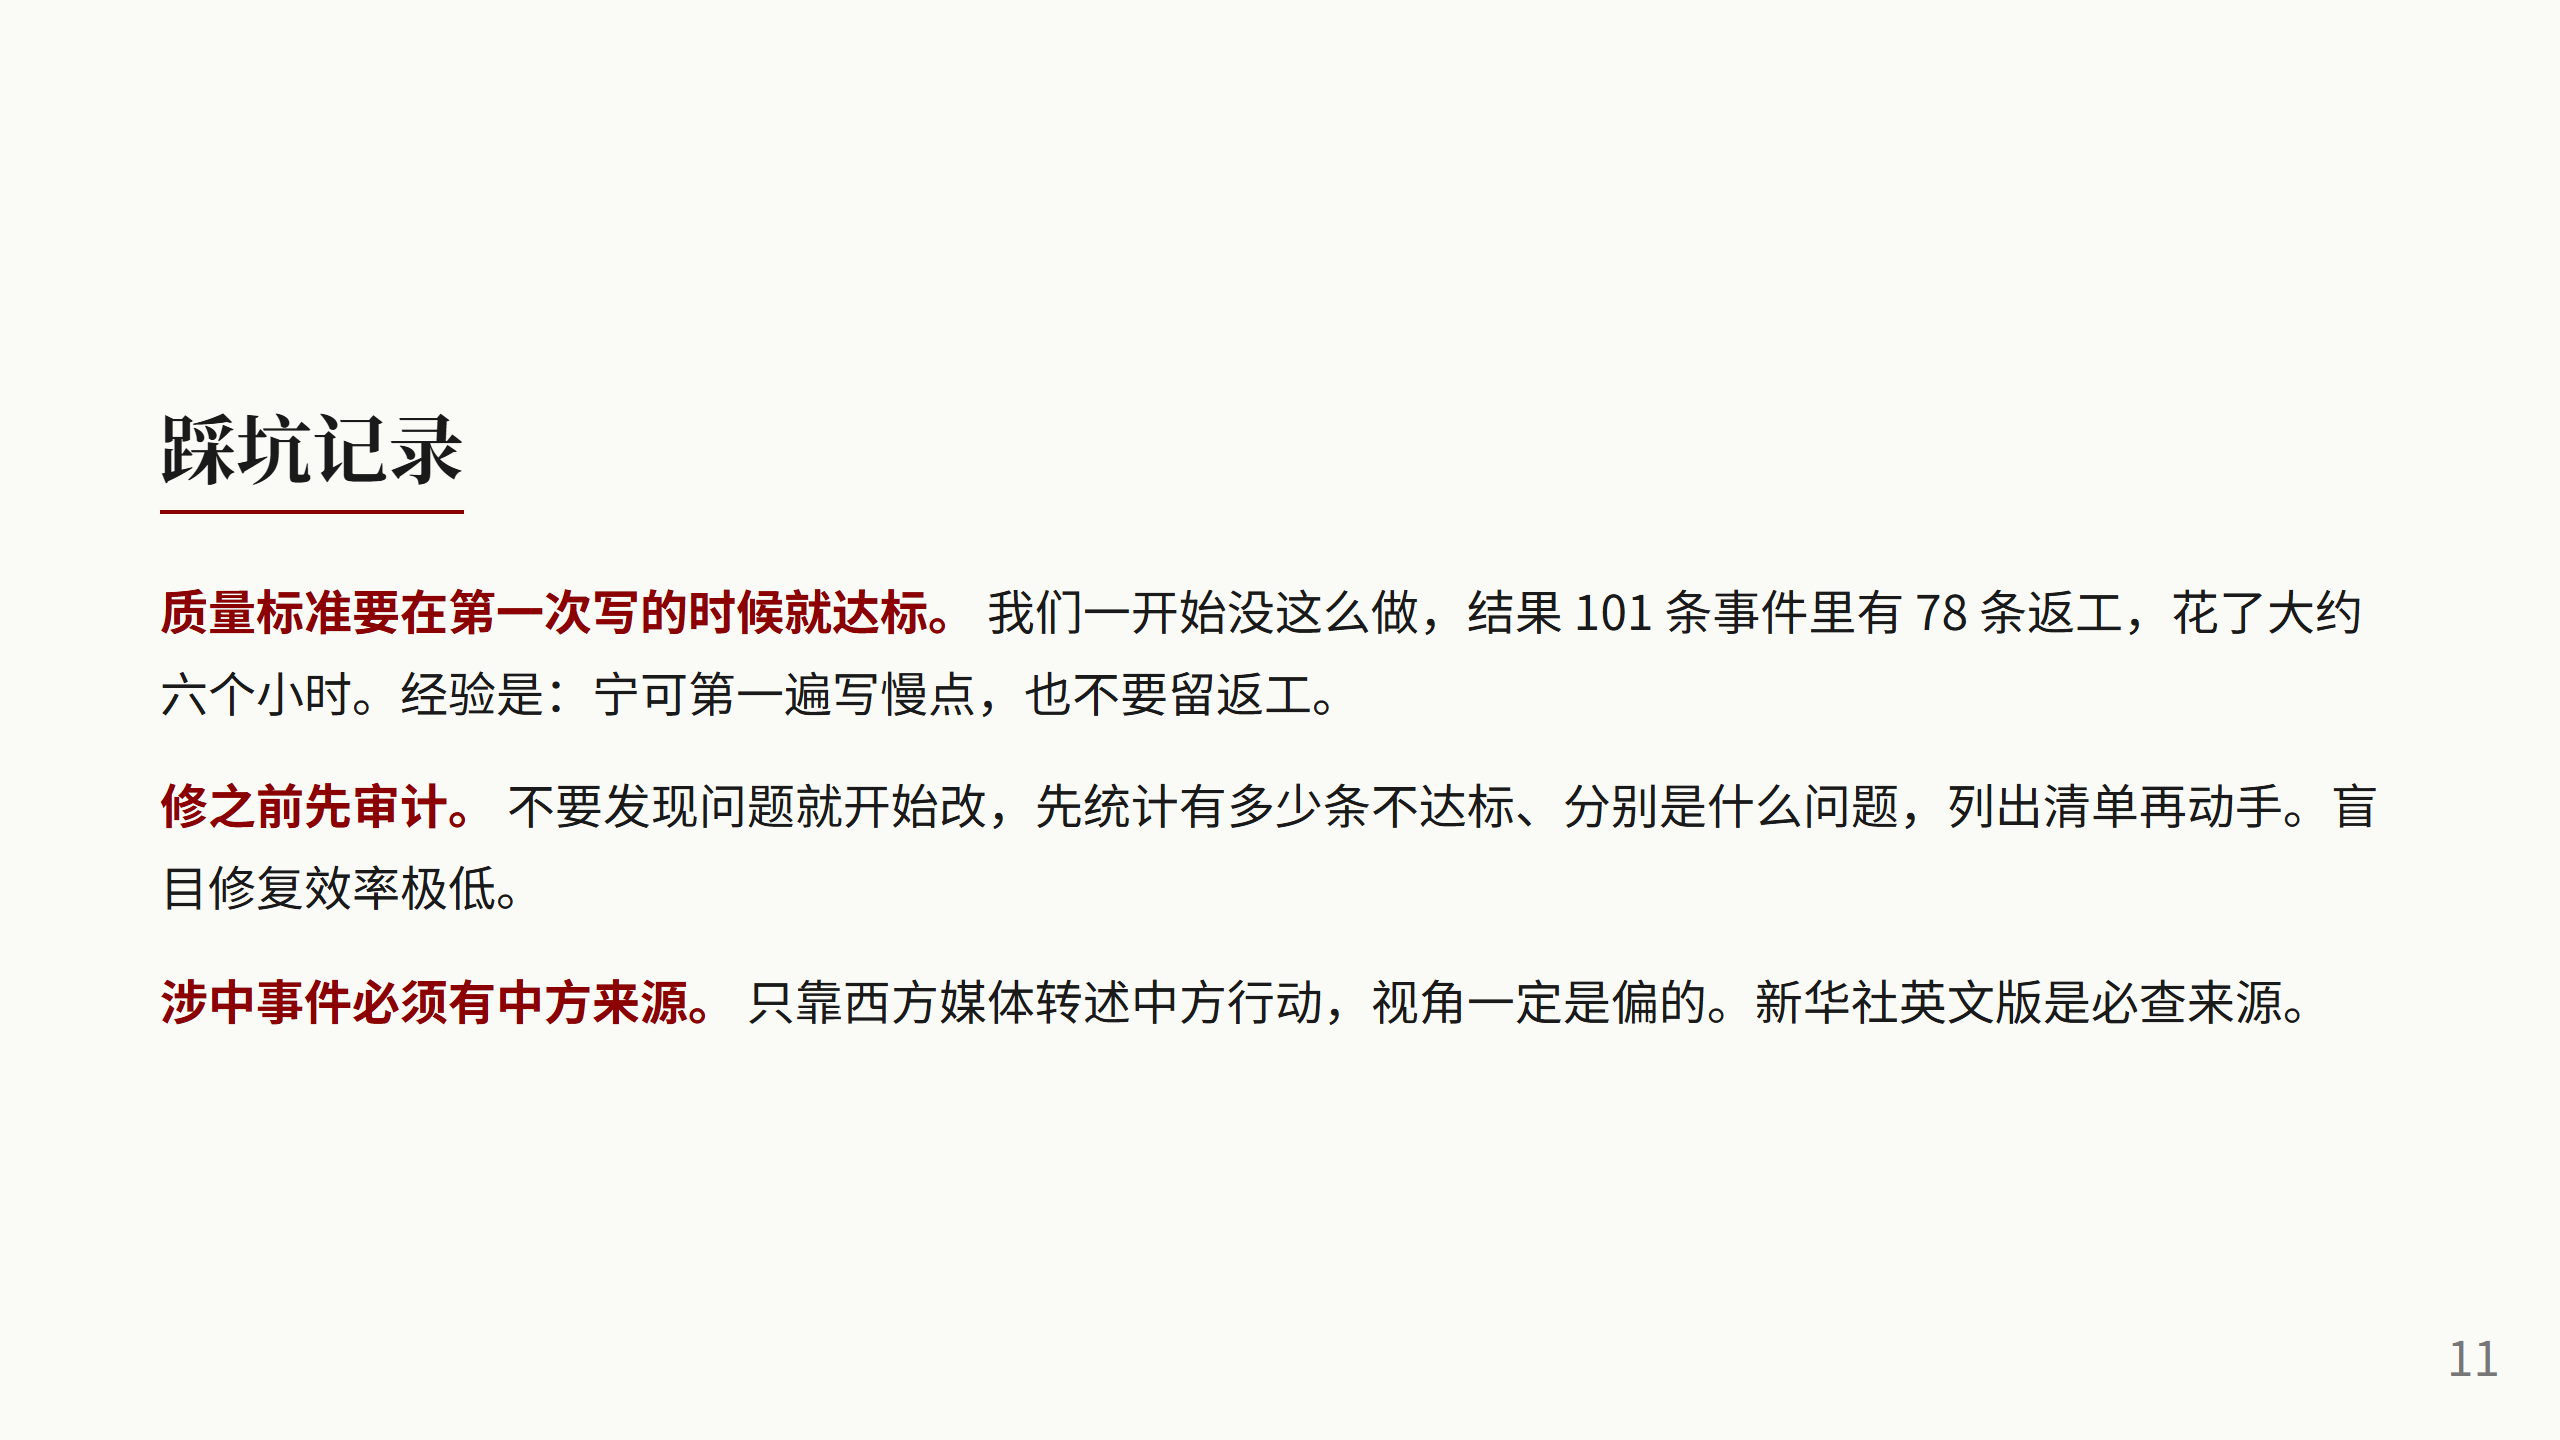 踩坑记录
质量标准要在第一次写的时候就达标。 我们一开始没这么做，结果 101 条事件里有 78 条返工，花了大约
六个小时。经验是：宁可第一遍写慢点，也不要留返工。
修之前先审计。 不要发现问题就开始改，先统计有多少条不达标、分别是什么问题，列出清单再动手。盲
目修复效率极低。
涉中事件必须有中方来源。 只靠西方媒体转述中方行动，视角一定是偏的。新华社英文版是必查来源。
11